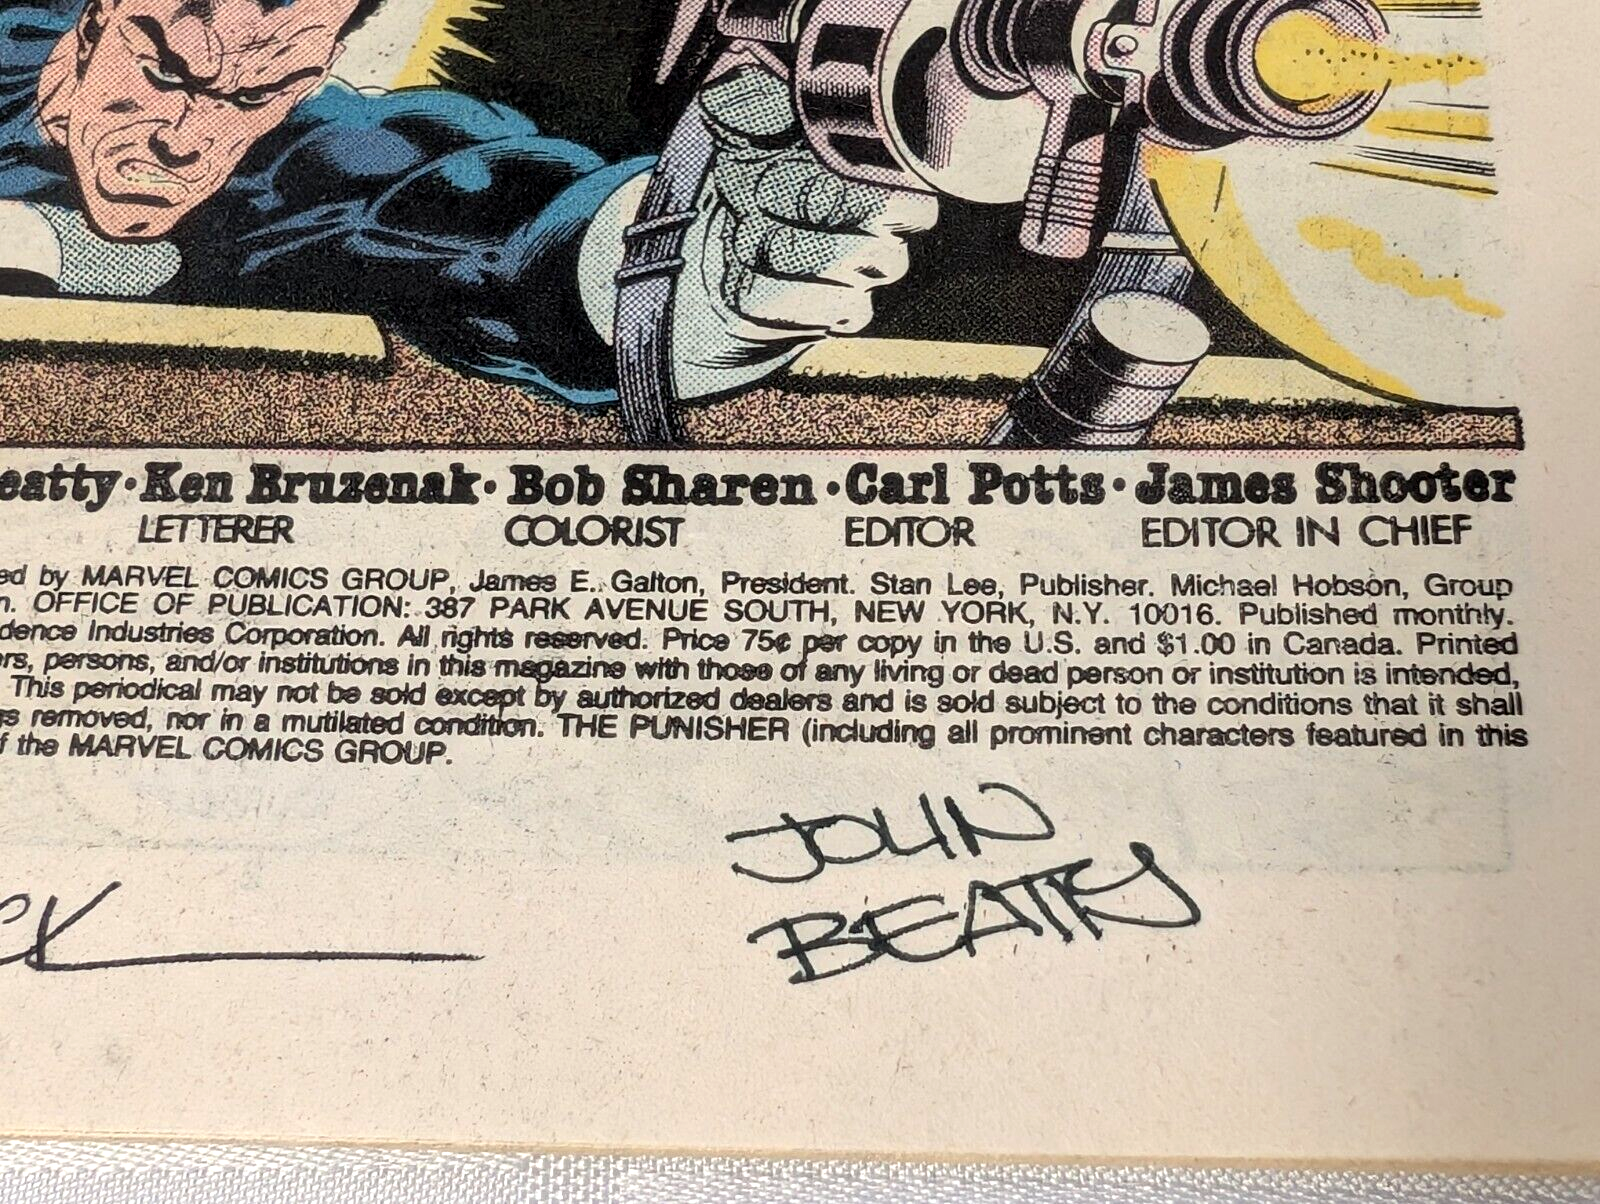 eatty · Ken Bruzenak · Bob Sharen · Carl Potts · James Shooter
LETTERER COLORIST EDITOR EDITOR IN CHIEF
ed by MARVEL COMICS GROUP, James E. Galton, President. Stan Lee, Publisher. Michael Hobson, Group
n. OFFICE OF PUBLICATION: 387 PARK AVENUE SOUTH, NEW YORK, N.Y. 10016. Published monthly.
dence Industries Corporation. All rights reserved. Price 75¢ per copy in the U.S. and $1.00 in Canada. Printed
rs, persons, and/or institutions in this magazine with those of any living or dead person or institution is intended,
This periodical may not be sold except by authorized dealers and is sold subject to the conditions that it shall
gs removed, nor in a mutilated condition. THE PUNISHER (including all prominent characters featured in this
f the MARVEL COMICS GROUP.
JOHN
BEATTY
ck